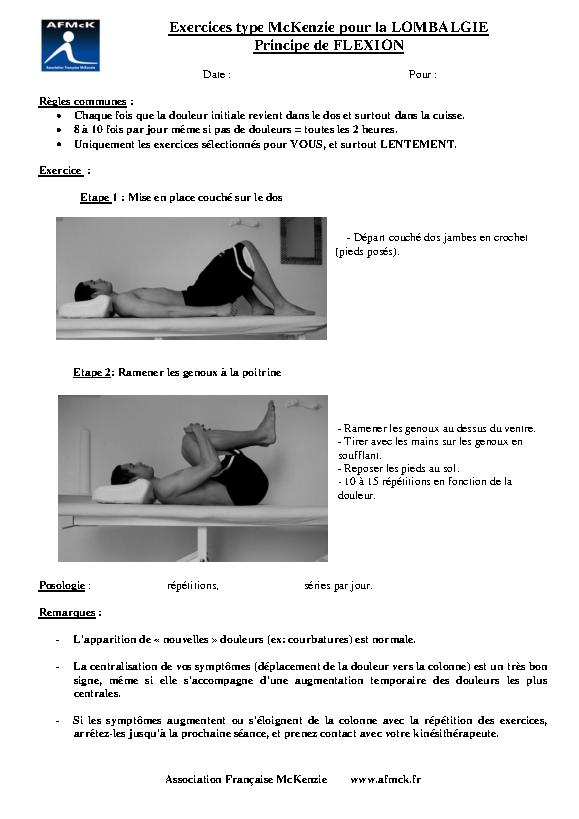 AFMcK
Association Française McKenzie
Exercices type McKenzie pour la LOMBALGIE
Principe de FLEXION
Date : Pour :
Règles communes :
• Chaque fois que la douleur initiale revient dans le dos et surtout dans la cuisse.
• 8 à 10 fois par jour même si pas de douleurs = toutes les 2 heures.
• Uniquement les exercices sélectionnés pour VOUS, et surtout LENTEMENT.
Exercice :
Etape 1 : Mise en place couché sur le dos
- Départ couché dos jambes en crochet
(pieds posés).
Etape 2: Ramener les genoux à la poitrine
- Ramener les genoux au dessus du ventre.
- Tirer avec les mains sur les genoux en
soufflant.
- Reposer les pieds au sol.
- 10 à 15 répétitions en fonction de la
douleur.
Posologie : répétitions, séries par jour.
Remarques :
- L'apparition de « nouvelles » douleurs (ex: courbatures) est normale.
- La centralisation de vos symptômes (déplacement de la douleur vers la colonne) est un très bon
signe, même si elle s'accompagne d'une augmentation temporaire des douleurs les plus
centrales.
- Si les symptômes augmentent ou s'éloignent de la colonne avec la répétition des exercices,
arrêtez-les jusqu'à la prochaine séance, et prenez contact avec votre kinésithérapeute.
Association Française McKenzie www.afmck.fr